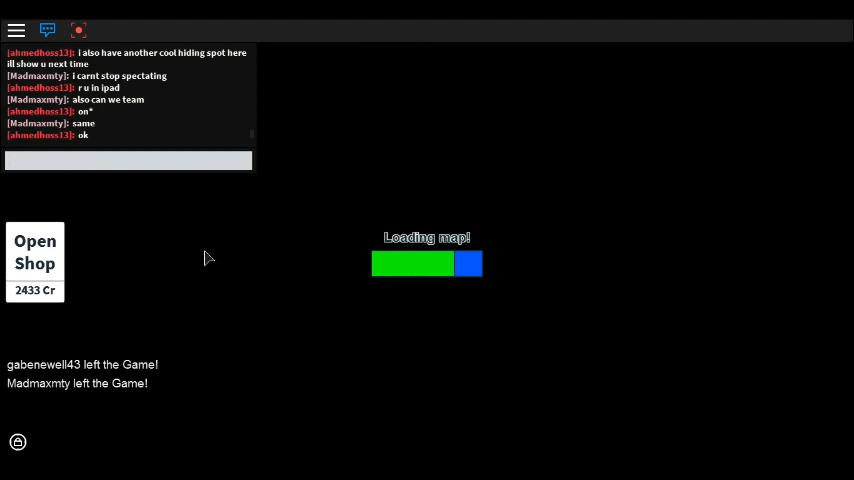 [ahmedhoss13]: i also have another cool hiding spot here
ill show u next time
[Madmaxmty]: i carnt stop spectating
[ahmedhoss13]: r u in ipad
[Madmaxmty]: also can we team
[ahmedhoss13]: on*
[Madmaxmty]: same
[ahmedhoss13]: ok
Loading map!
Open
Shop
2433 Cr
gabenewell43 left the Game!
Madmaxmty left the Game!